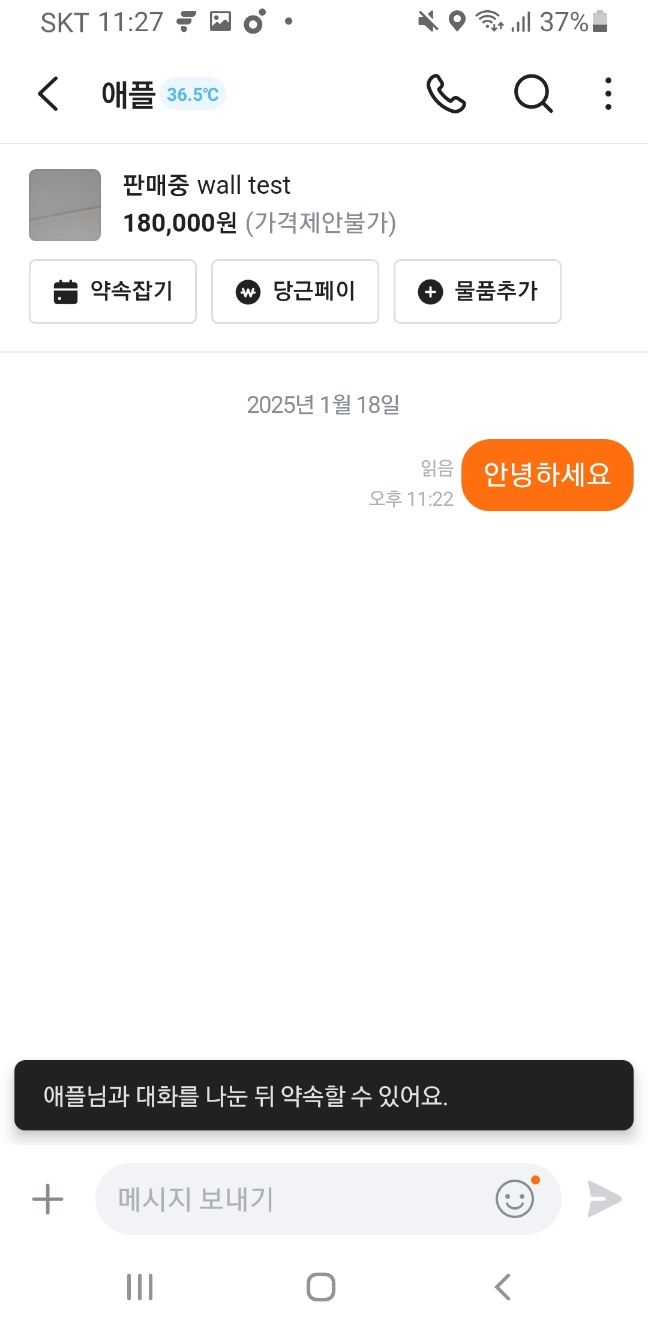 SKT 11:27 37%
애플 36.5℃
판매중 wall test
180,000원 (가격제안불가)
약속잡기 당근페이 물품추가
2025년 1월 18일
읽음
안녕하세요
오후 11:22
애플님과 대화를 나눈 뒤 약속할 수 있어요.
메시지 보내기